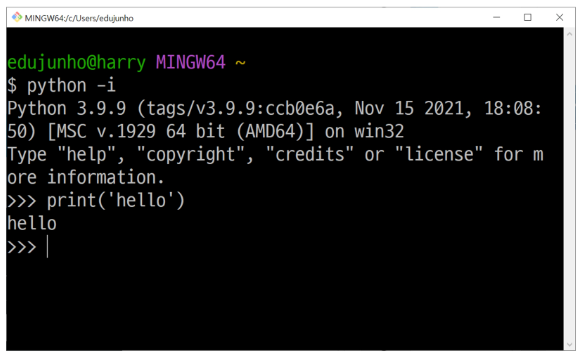 MINGW64:/c/Users/edujunho
edujunho@harry MINGW64 ~
$ python -i
Python 3.9.9 (tags/v3.9.9:ccb0e6a, Nov 15 2021, 18:08:
50) [MSC v.1929 64 bit (AMD64)] on win32
Type "help", "copyright", "credits" or "license" for m
ore information.
>>> print('hello')
hello
>>>